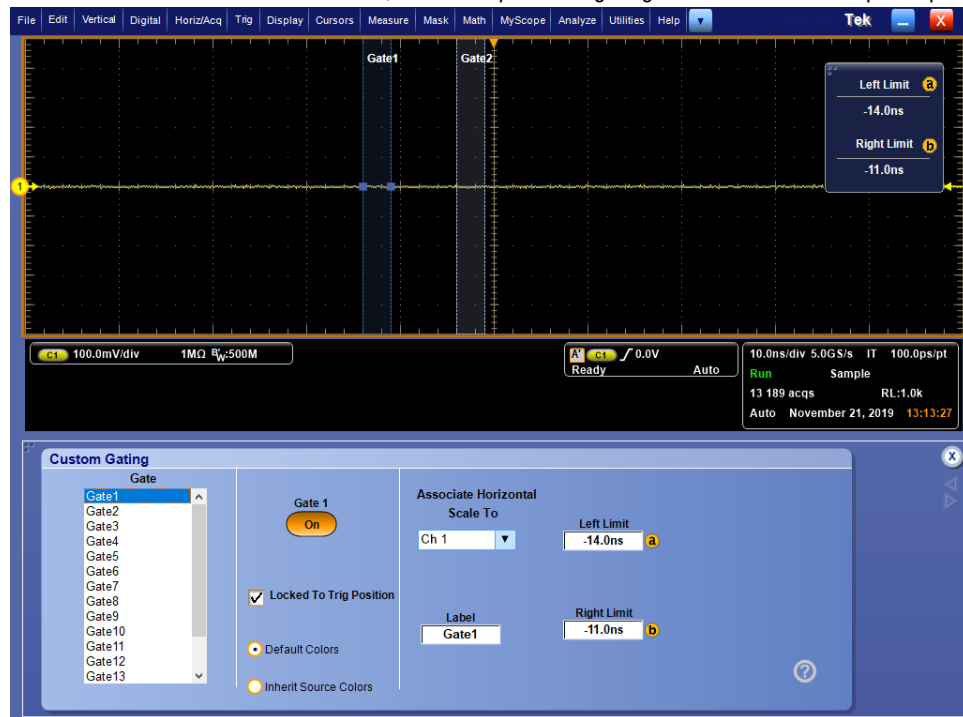 File Edit Vertical Digital Horiz/Acq Trig Display Cursors Measure Mask Math MyScope Analyze Utilities Help Tek X
Gate1 Gate2
Left Limit a
-14.0ns
Right Limit b
-11.0ns
1
C1 100.0mV/div 1MΩ BW:500M
A' C1 0.0V
Ready Auto
10.0ns/div 5.0GS/s IT 100.0ps/pt
Run Sample
13 189 acqs RL:1.0k
Auto November 21, 2019 13:13:27
Custom Gating
Gate
Gate1
Gate2
Gate3
Gate4
Gate5
Gate6
Gate7
Gate8
Gate9
Gate10
Gate11
Gate12
Gate13
Gate 1
On
Locked To Trig Position
Default Colors
Inherit Source Colors
Associate Horizontal
Scale To
Ch 1
Label
Gate1
Left Limit
-14.0ns a
Right Limit
-11.0ns b
?
X